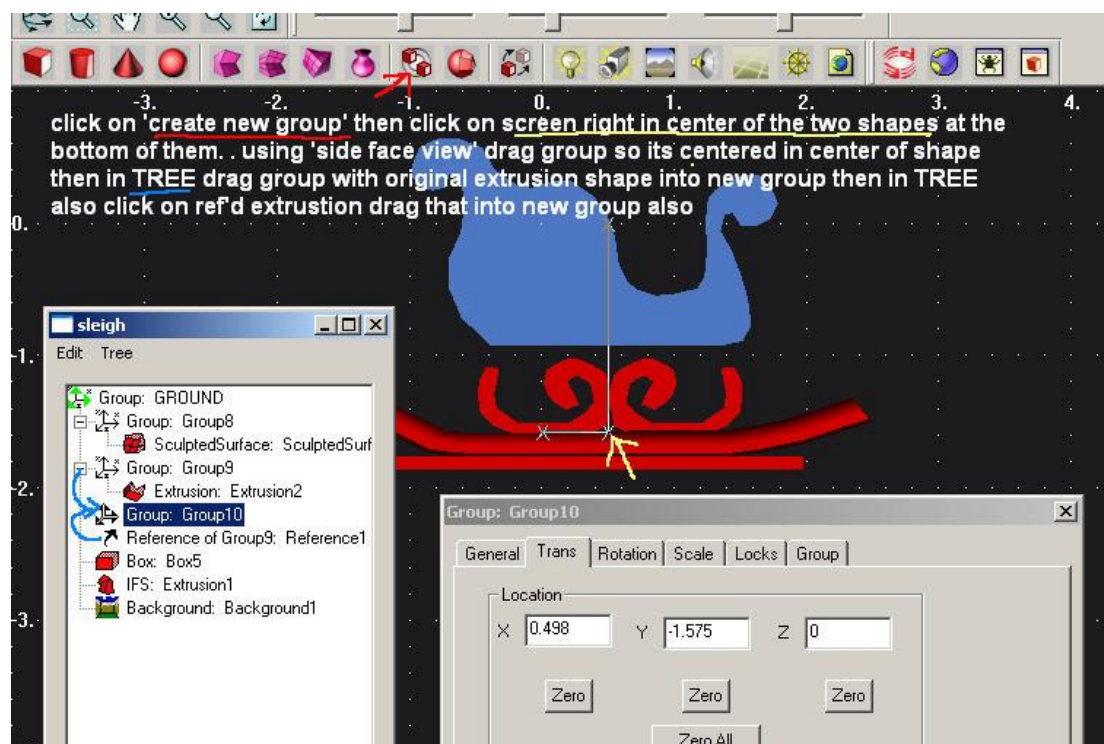 -3. -2. -1. 0. 1. 2. 3. 4.
click on 'create new group' then click on screen right in center of the two shapes at the
bottom of them. . using 'side face view' drag group so its centered in center of shape
then in TREE drag group with original extrusion shape into new group then in TREE
also click on ref'd extrustion drag that into new group also
0.
sleigh
Edit Tree
-1.
Group: GROUND
Group: Group8
SculptedSurface: SculptedSurf
Group: Group9
Extrusion: Extrusion2
-2.
Group: Group10
Reference of Group9: Reference1
Box: Box5
IFS: Extrusion1
Background: Background1
-3.
Group: Group10
General Trans Rotation Scale Locks Group
Location
X 0.498 Y -1.575 Z 0
Zero Zero Zero
Zero All